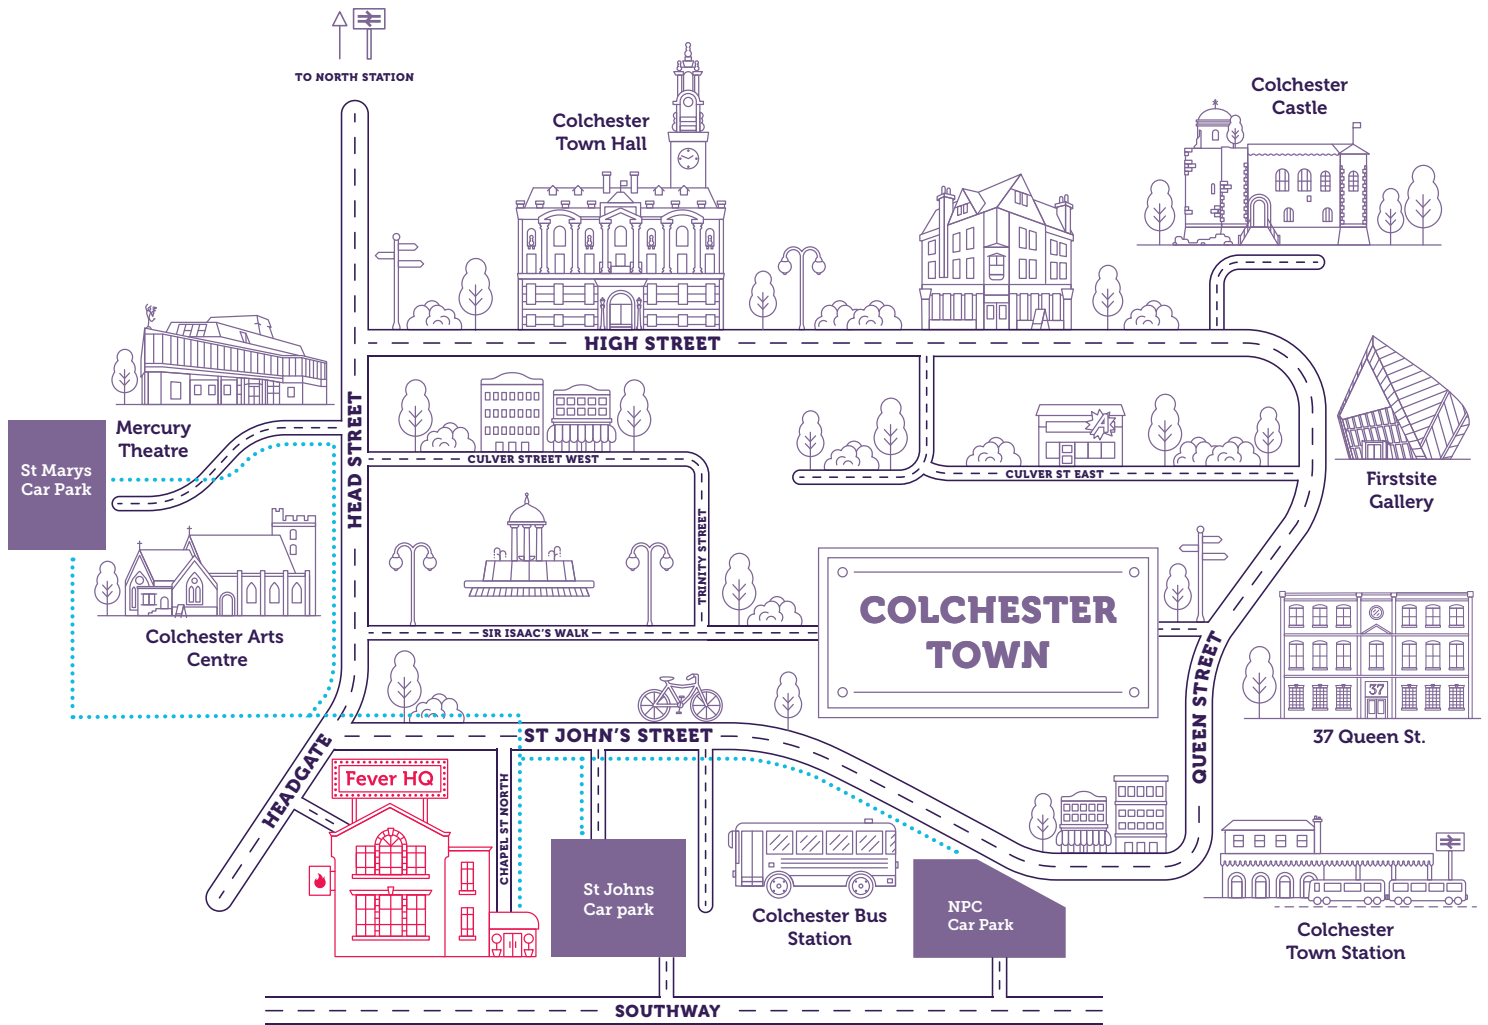 TO NORTH STATION
Colchester
Town Hall
Colchester
Castle
HIGH STREET
HEAD STREET
Mercury
Theatre
St Marys
Car Park
CULVER STREET WEST
CULVER ST EAST
Firstsite
Gallery
TRINITY STREET
COLCHESTER
TOWN
Colchester Arts
Centre
SIR ISAAC'S WALK
QUEEN STREET
37
37 Queen St.
ST JOHN'S STREET
HEADGATE
Fever HQ
CHAPEL ST NORTH
St Johns
Car park
Colchester Bus
Station
NPC
Car Park
Colchester
Town Station
SOUTHWAY